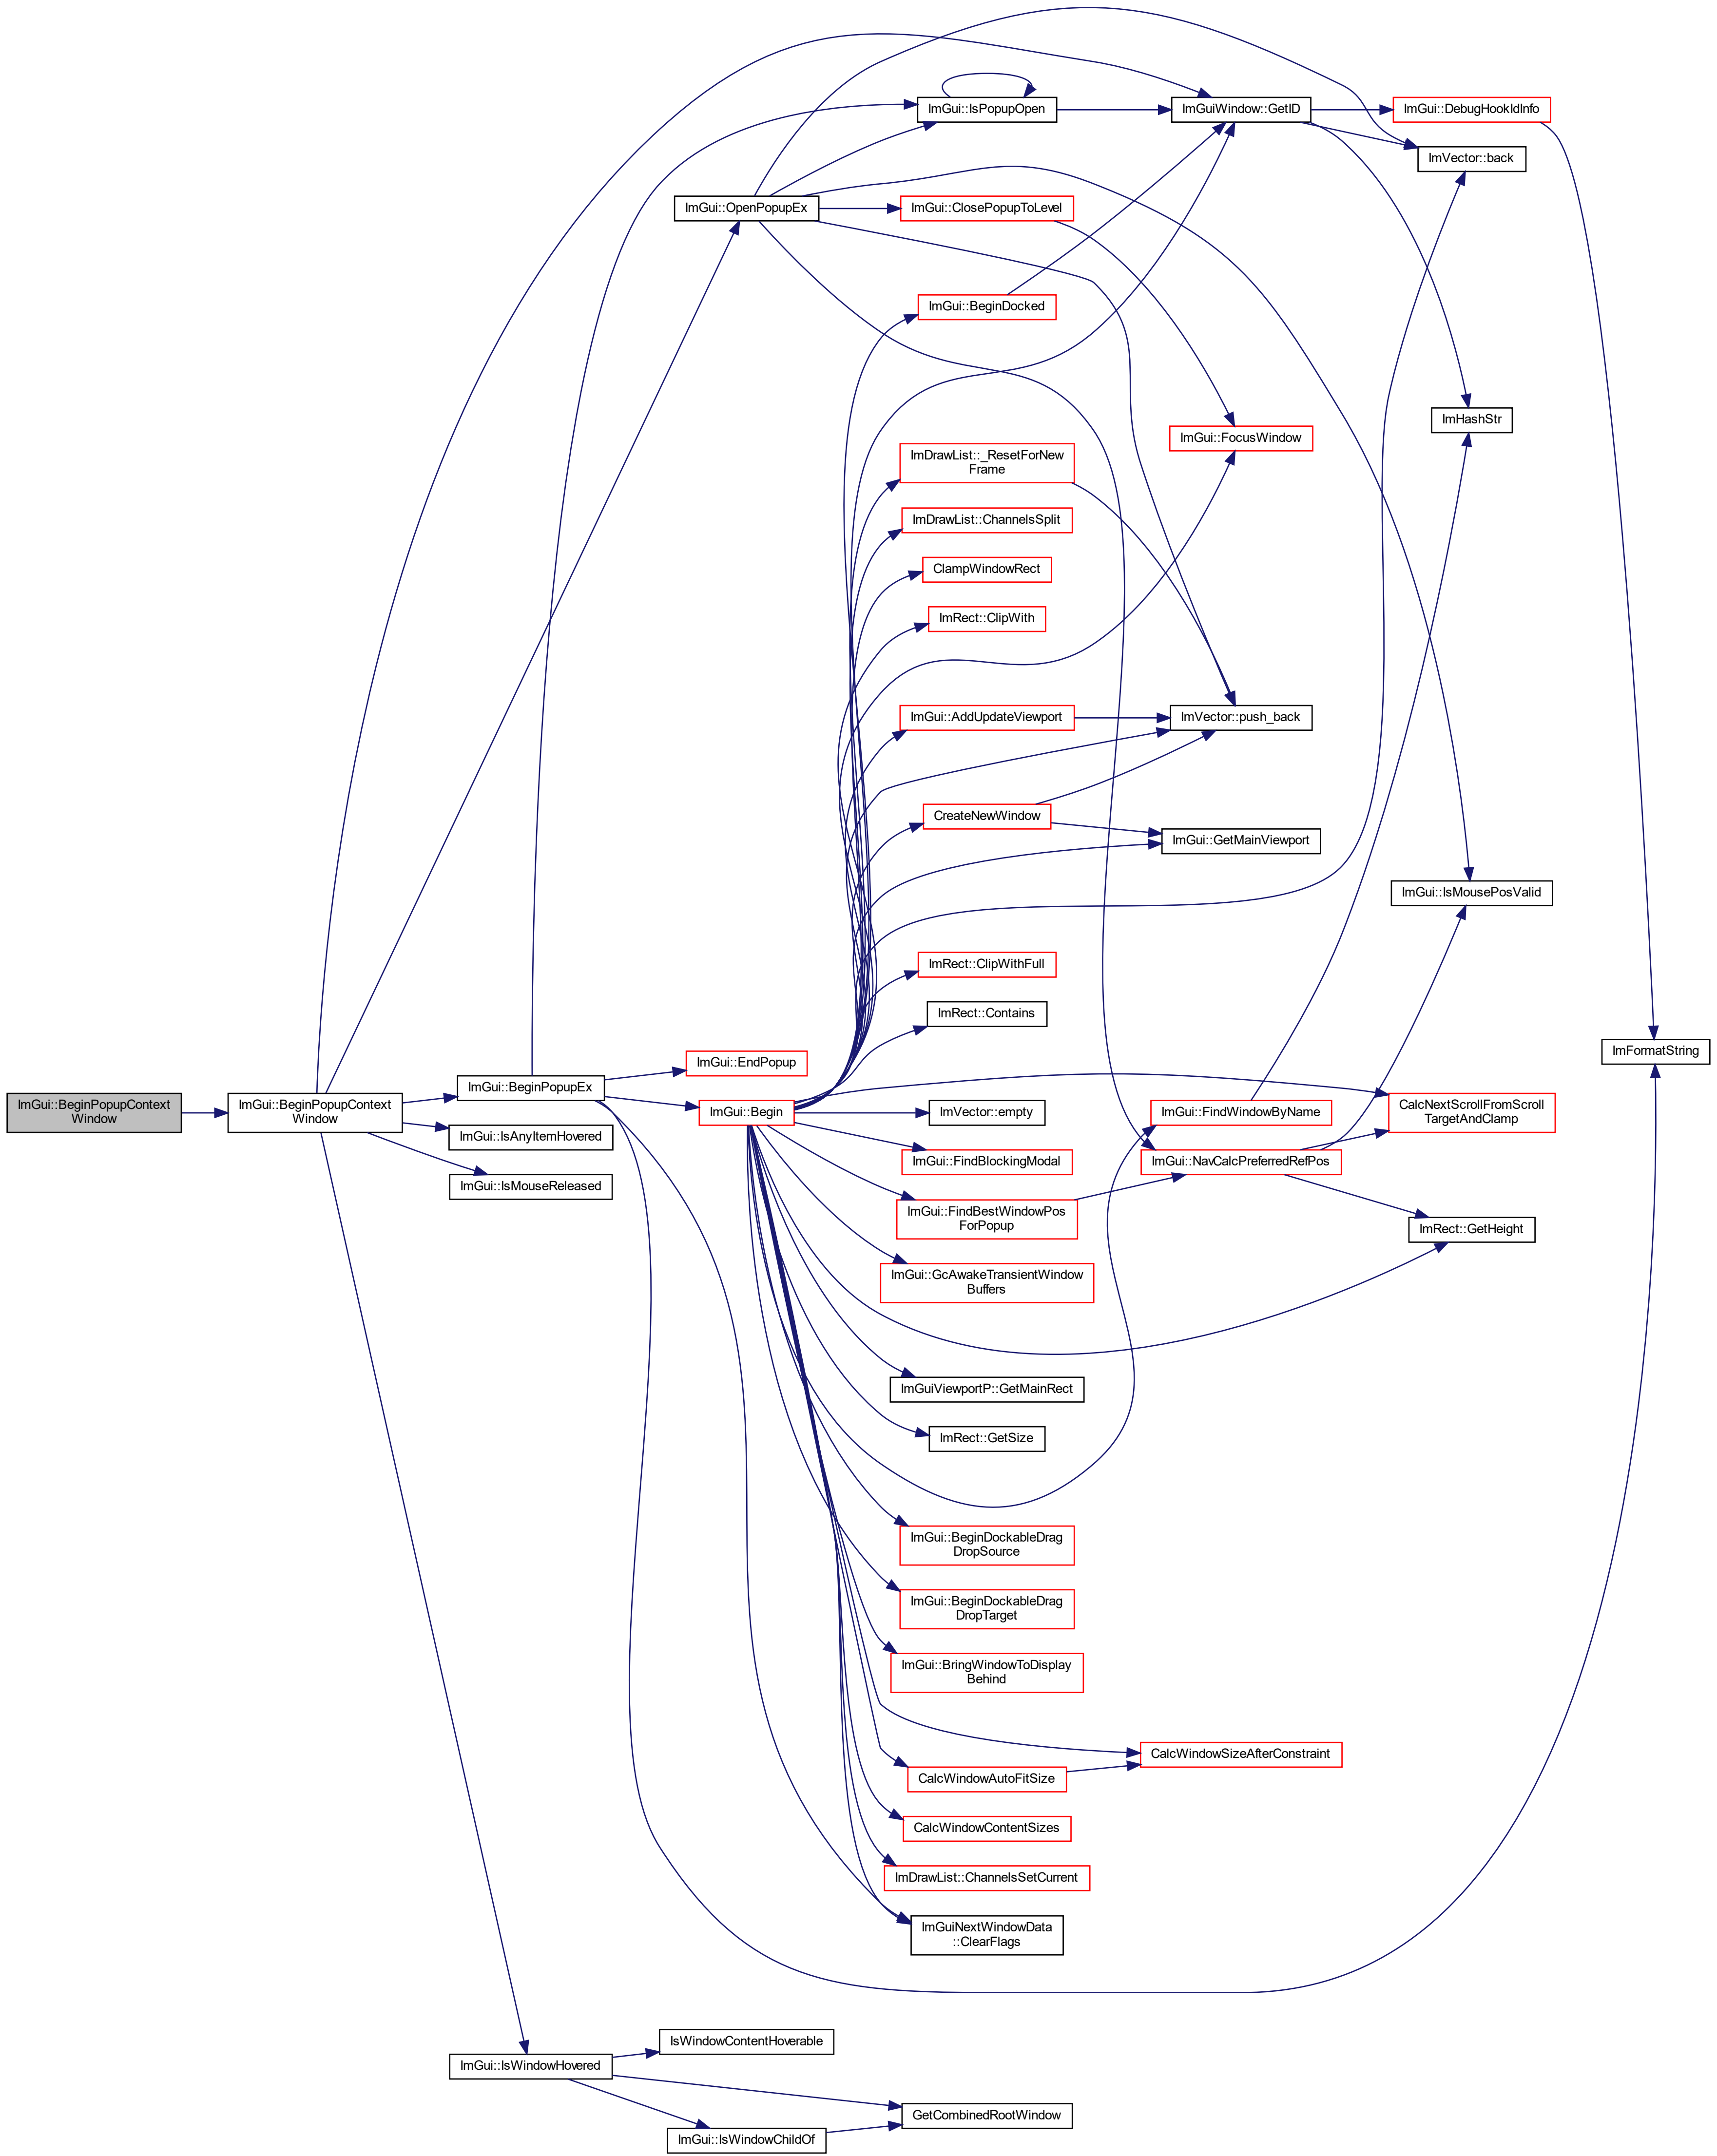 ImGui::IsPopupOpen
ImGuiWindow::GetID
ImGui::DebugHookIdInfo
ImVector::back
ImGui::OpenPopupEx
ImGui::ClosePopupToLevel
ImGui::BeginDocked
ImHashStr
ImGui::FocusWindow
ImDrawList::_ResetForNew
Frame
ImDrawList::ChannelsSplit
ClampWindowRect
ImRect::ClipWith
ImGui::AddUpdateViewport
ImVector::push_back
CreateNewWindow
ImGui::GetMainViewport
ImGui::IsMousePosValid
ImRect::ClipWithFull
ImRect::Contains
ImFormatString
ImGui::EndPopup
ImGui::BeginPopupEx
ImGui::BeginPopupContext
Window
ImGui::BeginPopupContext
Window
ImGui::Begin
ImVector::empty
ImGui::FindWindowByName
CalcNextScrollFromScroll
TargetAndClamp
ImGui::IsAnyItemHovered
ImGui::FindBlockingModal
ImGui::NavCalcPreferredRefPos
ImGui::IsMouseReleased
ImGui::FindBestWindowPos
ForPopup
ImRect::GetHeight
ImGui::GcAwakeTransientWindow
Buffers
ImGuiViewportP::GetMainRect
ImRect::GetSize
ImGui::BeginDockableDrag
DropSource
ImGui::BeginDockableDrag
DropTarget
ImGui::BringWindowToDisplay
Behind
CalcWindowSizeAfterConstraint
CalcWindowAutoFitSize
CalcWindowContentSizes
ImDrawList::ChannelsSetCurrent
ImGuiNextWindowData
::ClearFlags
IsWindowContentHoverable
ImGui::IsWindowHovered
GetCombinedRootWindow
ImGui::IsWindowChildOf